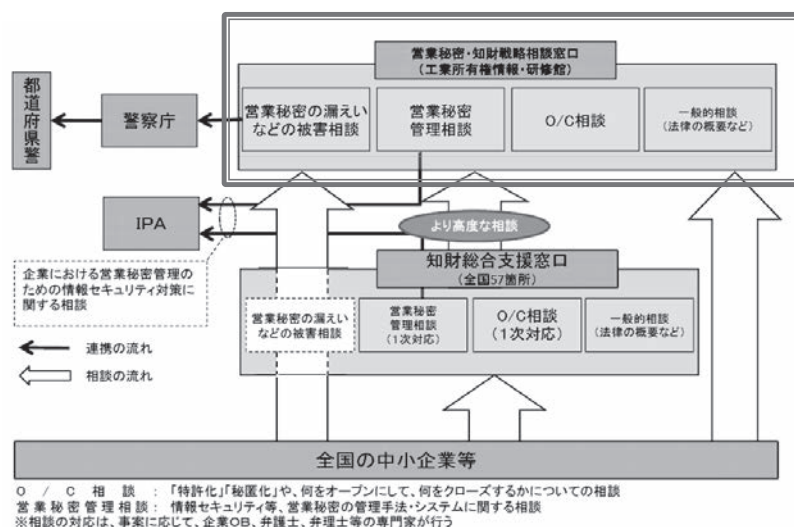 営業秘密・知財戦略相談窓口
(工業所有権情報・研修館)
都道府県警
警察庁
営業秘密の漏えい
などの被害相談
営業秘密
管理相談
O/C相談
一般的相談
(法律の概要など)
IPA
より高度な相談
知財総合支援窓口
(全国57箇所)
企業における営業秘密管理の
ための情報セキュリティ対策に
関する相談
営業秘密の漏えい
などの被害相談
営業秘密
管理相談
(1次対応)
O/C相談
(1次対応)
一般的相談
(法律の概要など)
連携の流れ
相談の流れ
全国の中小企業等
O / C 相 談 : 「特許化」「秘匿化」や、何をオープンにして、何をクローズするかについての相談
営業秘密管理相談: 情報セキュリティ等、営業秘密の管理手法・システムに関する相談
※相談の対応は、事案に応じて、企業OB、弁護士、弁理士等の専門家が行う